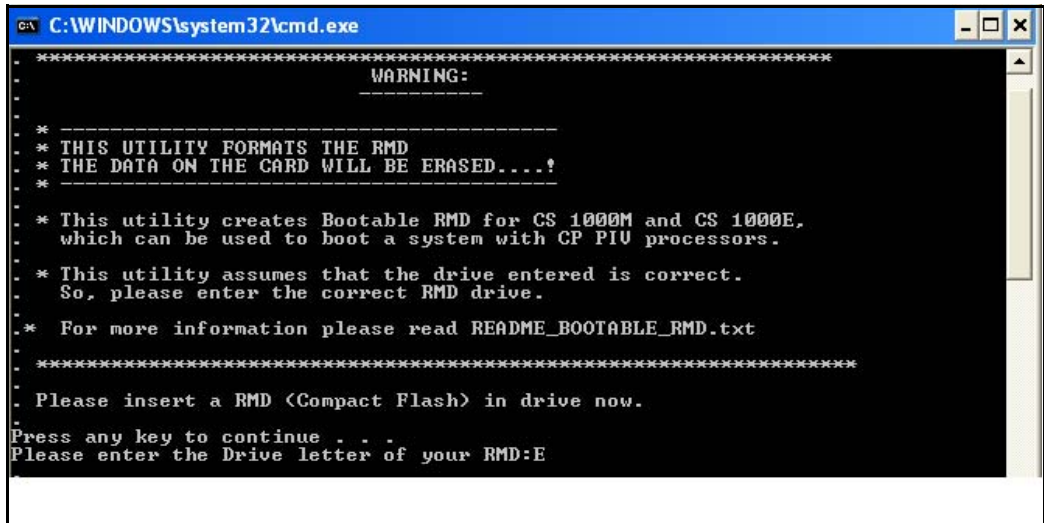 C:\WINDOWS\system32\cmd.exe
. *****************************************************************
. WARNING:
. ----------
.
. * ----------------------------------------
. * THIS UTILITY FORMATS THE RMD
. * THE DATA ON THE CARD WILL BE ERASED....!
. * ----------------------------------------
.
. * This utility creates Bootable RMD for CS 1000M and CS 1000E,
. which can be used to boot a system with CP PIV processors.
.
. * This utility assumes that the drive entered is correct.
. So, please enter the correct RMD drive.
.
.* For more information please read README_BOOTABLE_RMD.txt
.
. *******************************************************************
.
. Please insert a RMD (Compact Flash) in drive now.
.
Press any key to continue . . .
Please enter the Drive letter of your RMD:E
.